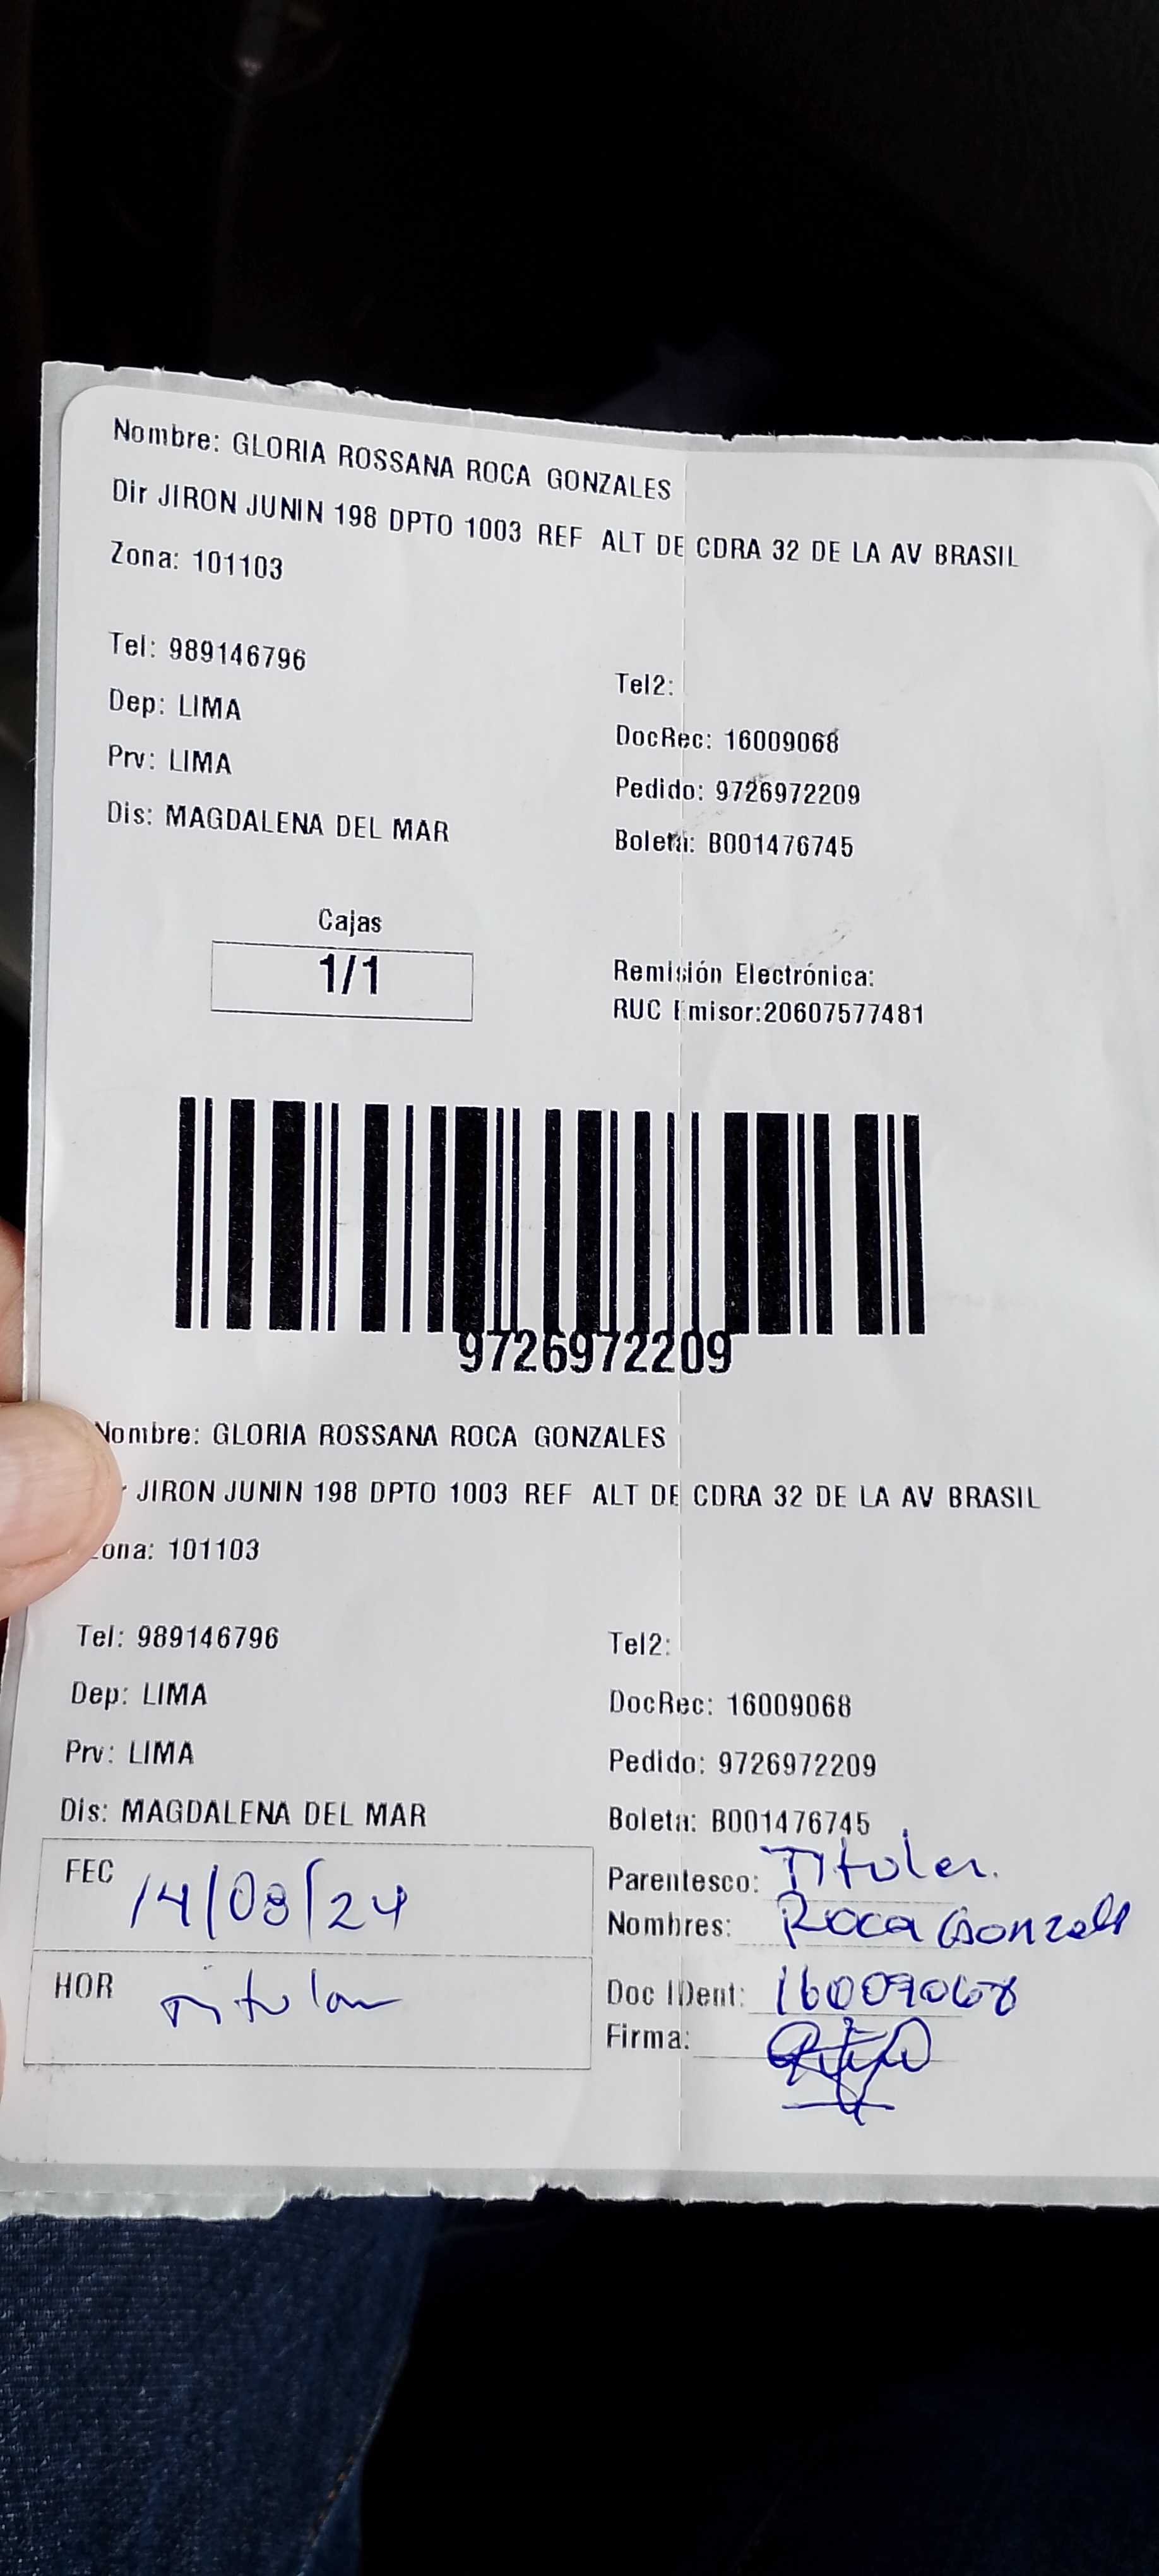 Nombre: GLORIA ROSSANA ROCA GONZALES
Dir JIRON JUNIN 198 DPTO 1003 REF ALT DE CDRA 32 DE LA AV BRASIL
Zona: 101103
Tel: 989146796
Tel2:
Dep: LIMA
DocRec: 16009068
Prv: LIMA
Pedido: 9726972209
Dis: MAGDALENA DEL MAR
Boleta: B001476745
Cajas
1/1
Remisión Electrónica:
RUC Emisor:20607577481
9726972209
Nombre: GLORIA ROSSANA ROCA GONZALES
JIRON JUNIN 198 DPTO 1003 REF ALT DE CDRA 32 DE LA AV BRASIL
ona: 101103
Tel: 989146796
Tel2:
Dep: LIMA
DocRec: 16009068
Prv: LIMA
Pedido: 9726972209
Dis: MAGDALENA DEL MAR
Boleta: B001476745
FEC 14/08/24
Parentesco: Titular.
Nombres: Roca Gonzales
HOR Titular
Doc IDent: 16009068
Firma: